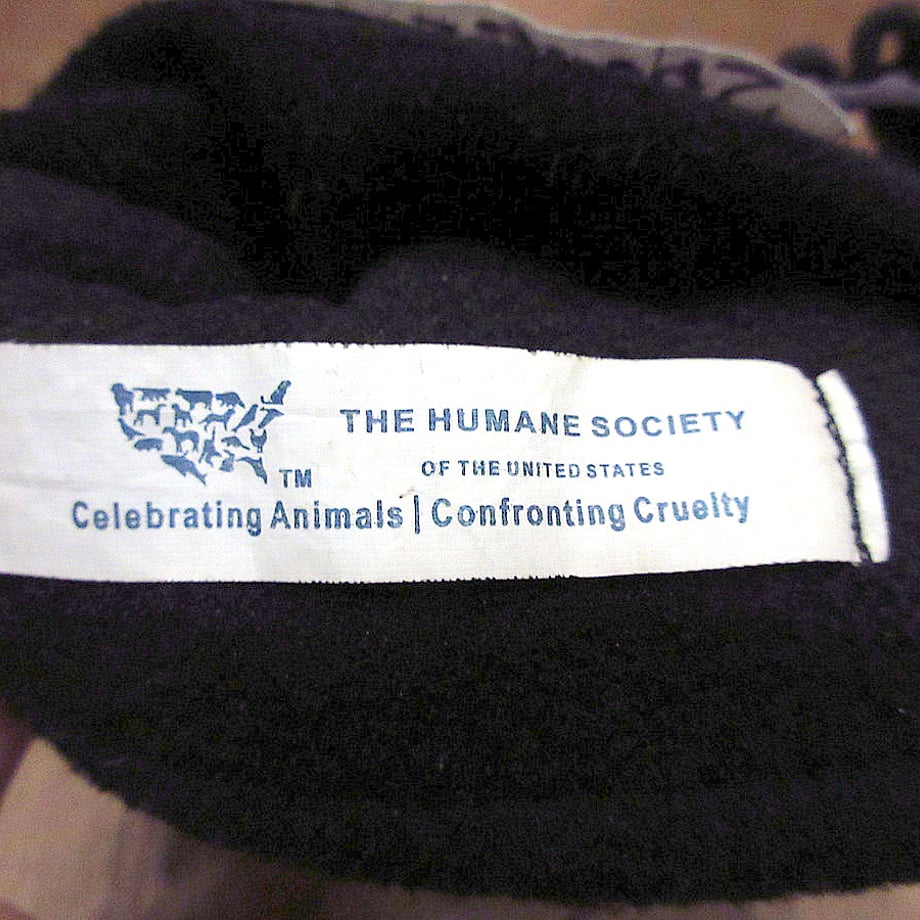 THE HUMANE SOCIETY
OF THE UNITED STATES
TM
Celebrating Animals | Confronting Cruelty